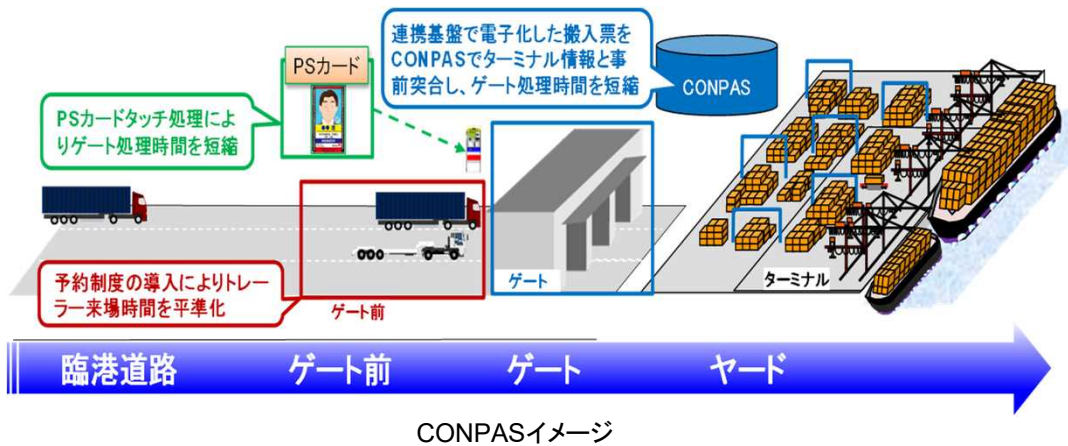 連携基盤で電子化した搬入票を
CONPASでターミナル情報と事
前突合し、ゲート処理時間を短縮
PSカード
CONPAS
PSカードタッチ処理によ
りゲート処理時間を短縮
予約制度の導入によりトレー
ラー来場時間を平準化
ゲート前
ゲート
ターミナル
臨港道路
ゲート前
ゲート
ヤード
CONPASイメージ